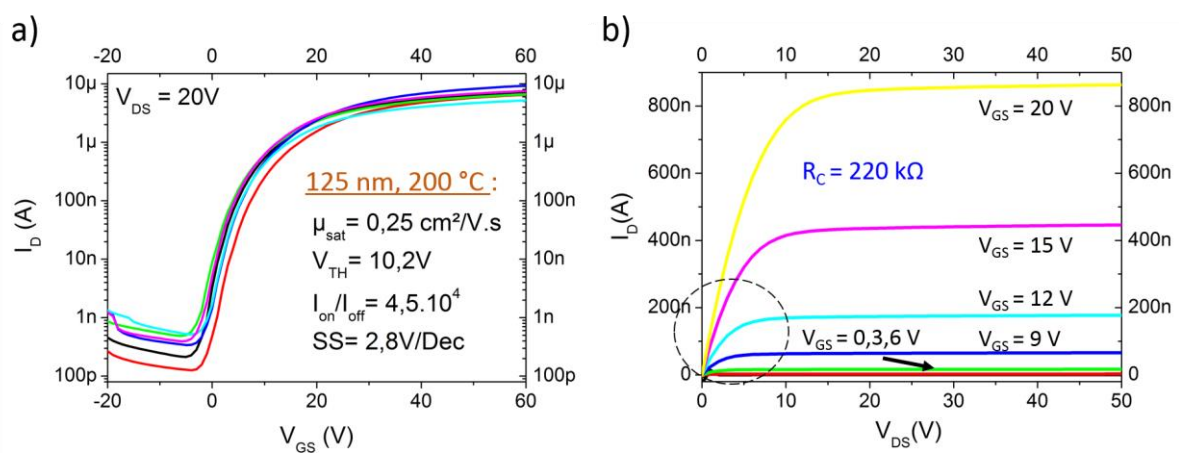 a)
-20 0 20 40 60
10µ 10µ
V_DS = 20V
1µ 1µ
100n 100n
125 nm, 200 °C :
µ_sat= 0,25 cm²/V.s
10n 10n
V_TH= 10,2V
I_on/I_off= 4,5.10⁴
1n 1n
SS= 2,8V/Dec
100p 100p
-20 0 20 40 60
I_D (A)
V_GS (V)
b)
0 10 20 30 40 50
800n 800n
V_GS = 20 V
R_C = 220 kΩ
600n 600n
400n 400n
V_GS = 15 V
200n 200n
V_GS = 12 V
V_GS = 0,3,6 V
V_GS = 9 V
0 0
0 10 20 30 40 50
I_D(A)
V_DS(V)